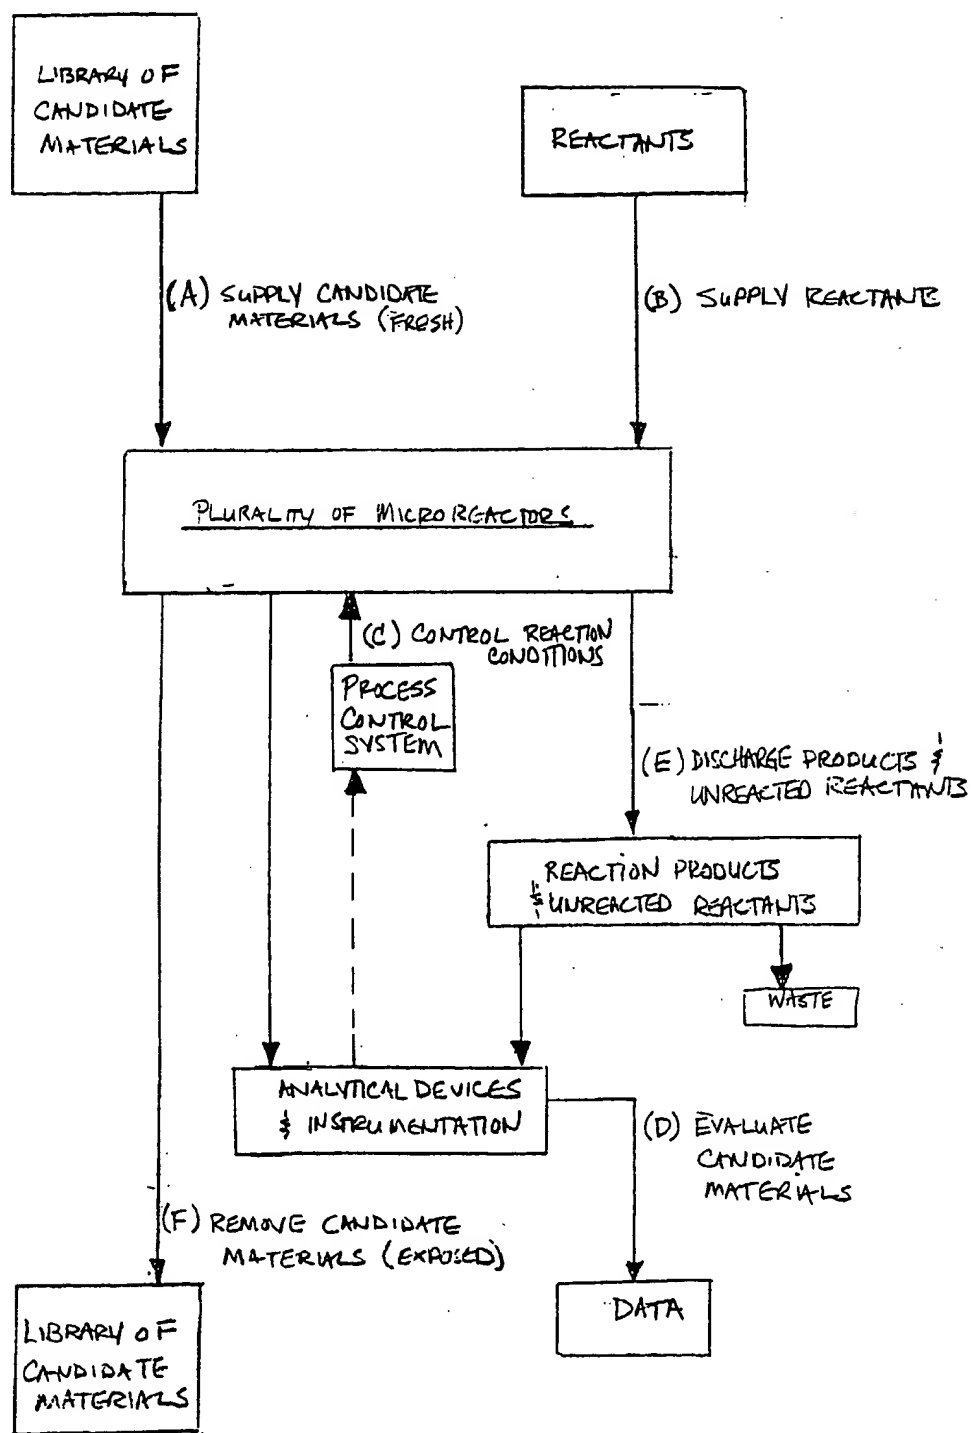 LIBRARY OF
CANDIDATE
MATERIALS
REACTANTS
(A) SUPPLY CANDIDATE
MATERIALS (FRESH)
(B) SUPPLY REACTANTS
PLURALITY OF MICROREACTORS
(C) CONTROL REACTION
CONDITIONS
PROCESS
CONTROL
SYSTEM
(E) DISCHARGE PRODUCTS &
UNREACTED REACTANTS
REACTION PRODUCTS
& UNREACTED REACTANTS
WASTE
ANALYTICAL DEVICES
& INSTRUMENTATION
(D) EVALUATE
CANDIDATE
MATERIALS
(F) REMOVE CANDIDATE
MATERIALS (EXPOSED)
DATA
LIBRARY OF
CANDIDATE
MATERIALS